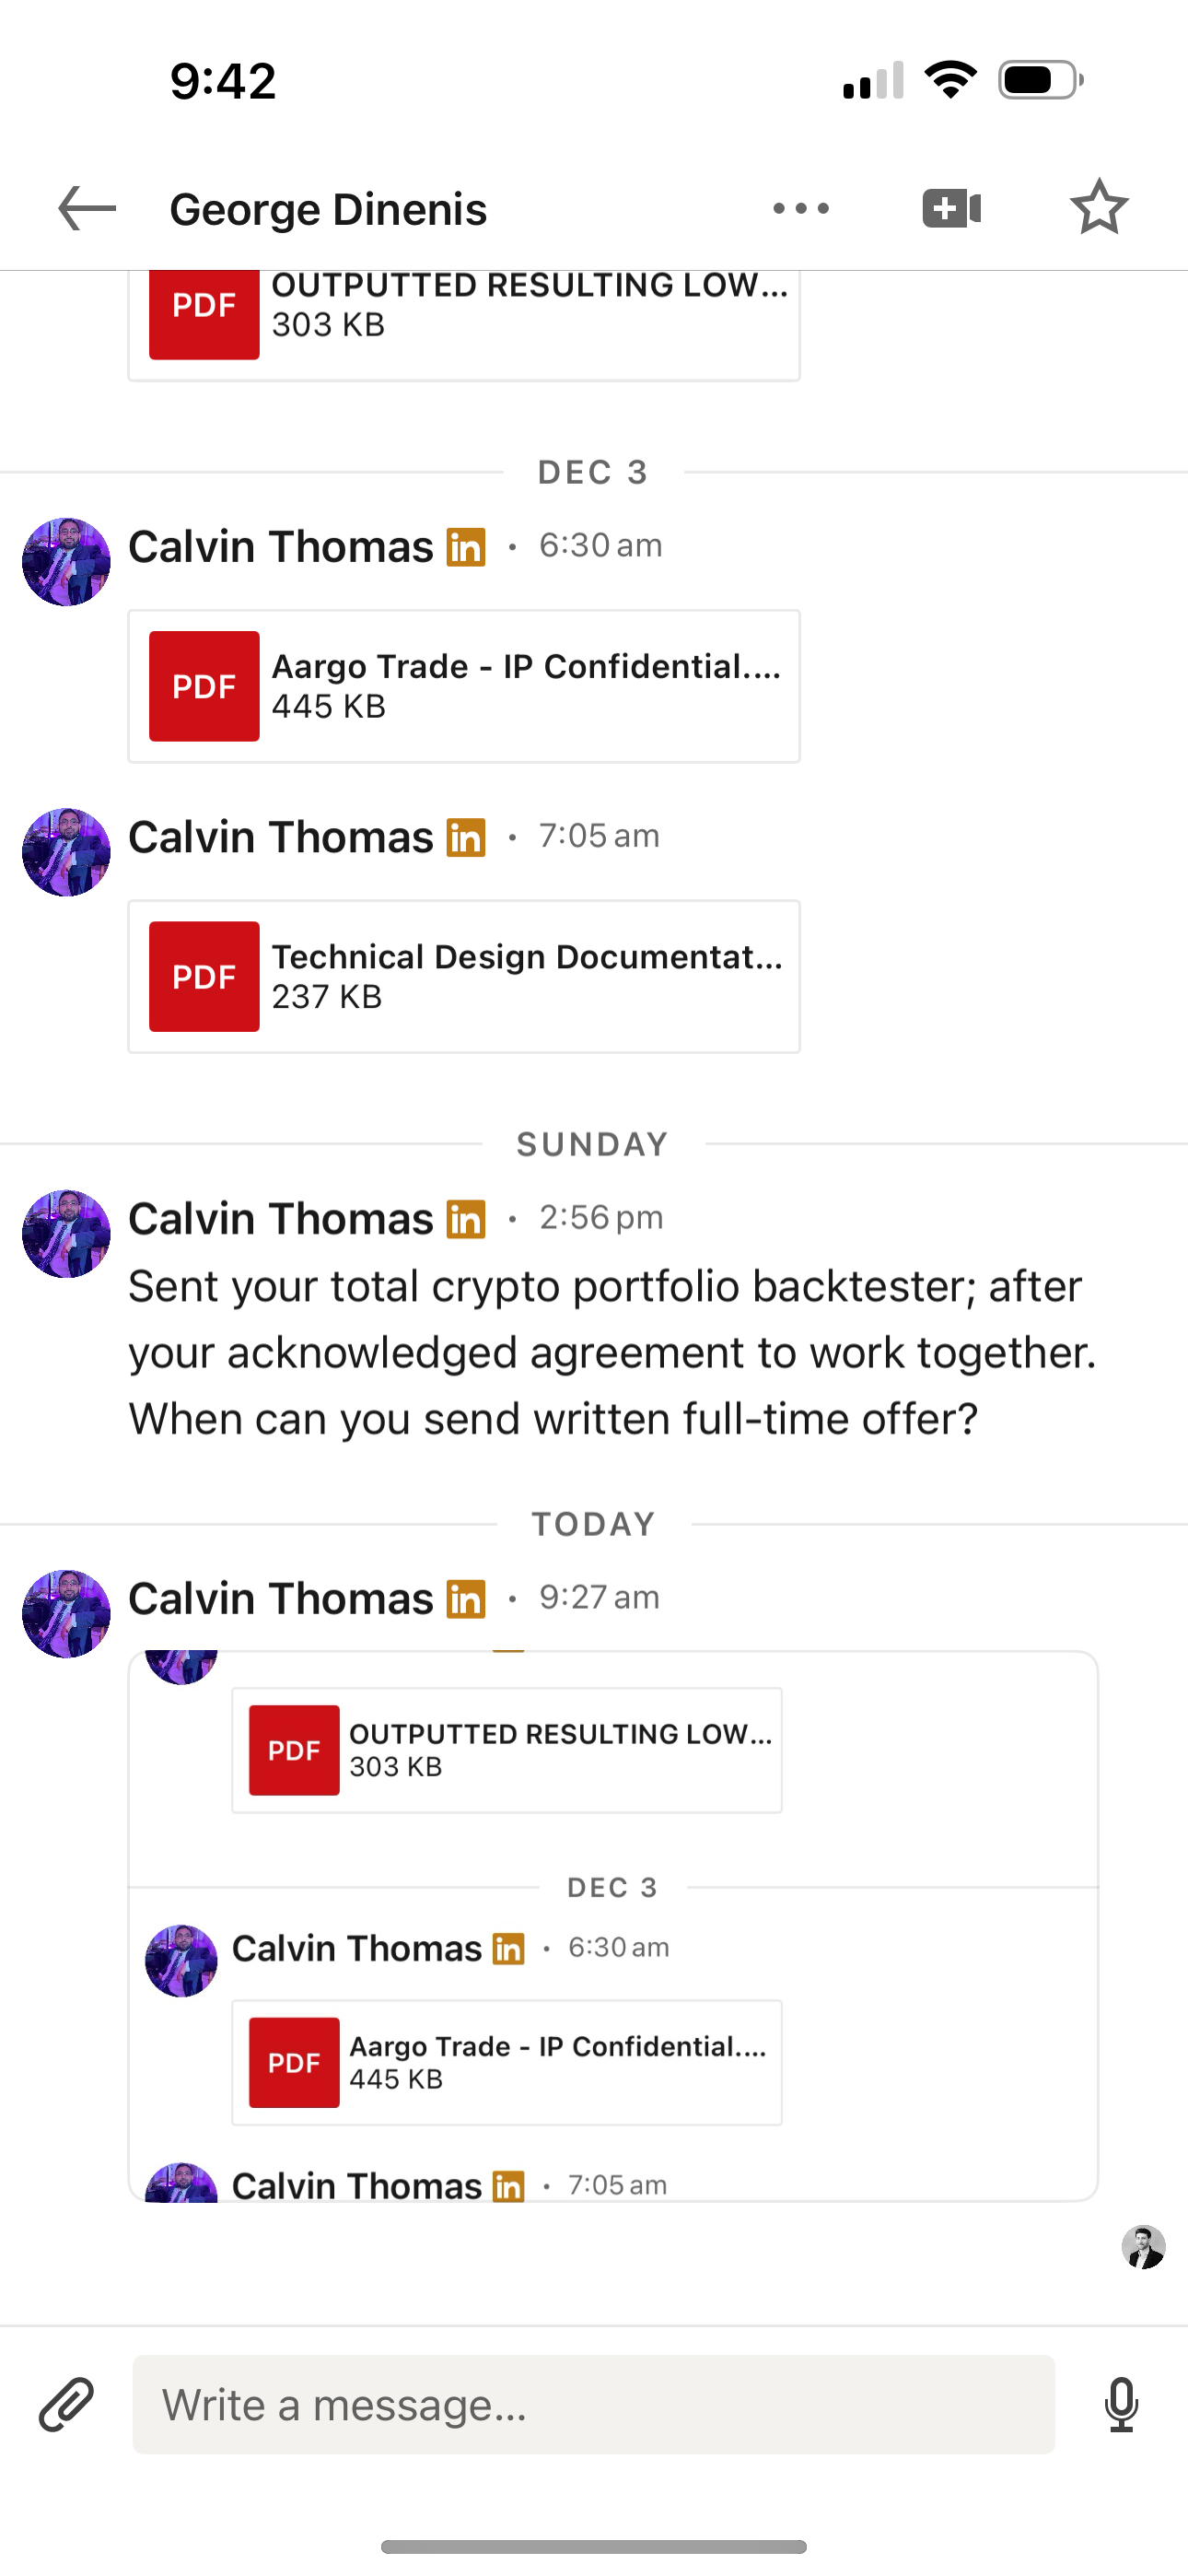 9:42
George Dinenis
PDF
OUTPUTTED RESULTING LOW...
303 KB
DEC 3
Calvin Thomas in • 6:30 am
PDF
Aargo Trade - IP Confidential....
445 KB
Calvin Thomas in • 7:05 am
PDF
Technical Design Documentat...
237 KB
SUNDAY
Calvin Thomas in • 2:56 pm
Sent your total crypto portfolio backtester; after
your acknowledged agreement to work together.
When can you send written full-time offer?
TODAY
Calvin Thomas in • 9:27 am
PDF
OUTPUTTED RESULTING LOW...
303 KB
DEC 3
Calvin Thomas in • 6:30 am
PDF
Aargo Trade - IP Confidential....
445 KB
Calvin Thomas in • 7:05 am
Write a message...